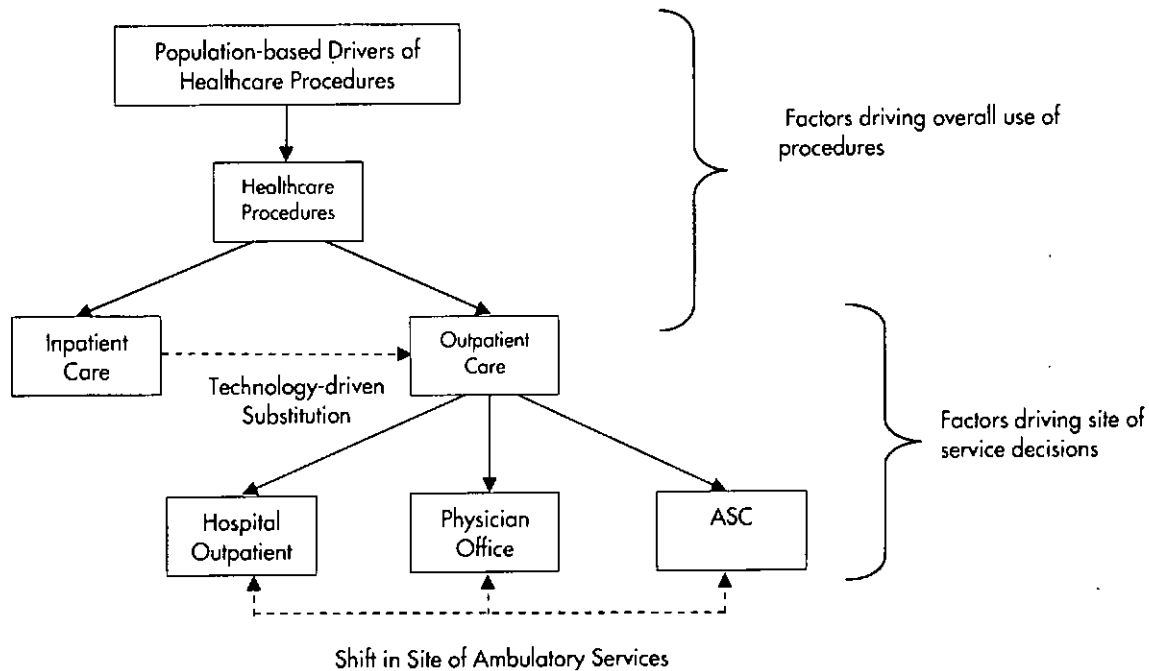 Population-based Drivers of
Healthcare Procedures
Factors driving overall use of
procedures
Healthcare
Procedures
Inpatient
Care
Outpatient
Care
Technology-driven
Substitution
Factors driving site of
service decisions
Hospital
Outpatient
Physician
Office
ASC
Shift in Site of Ambulatory Services